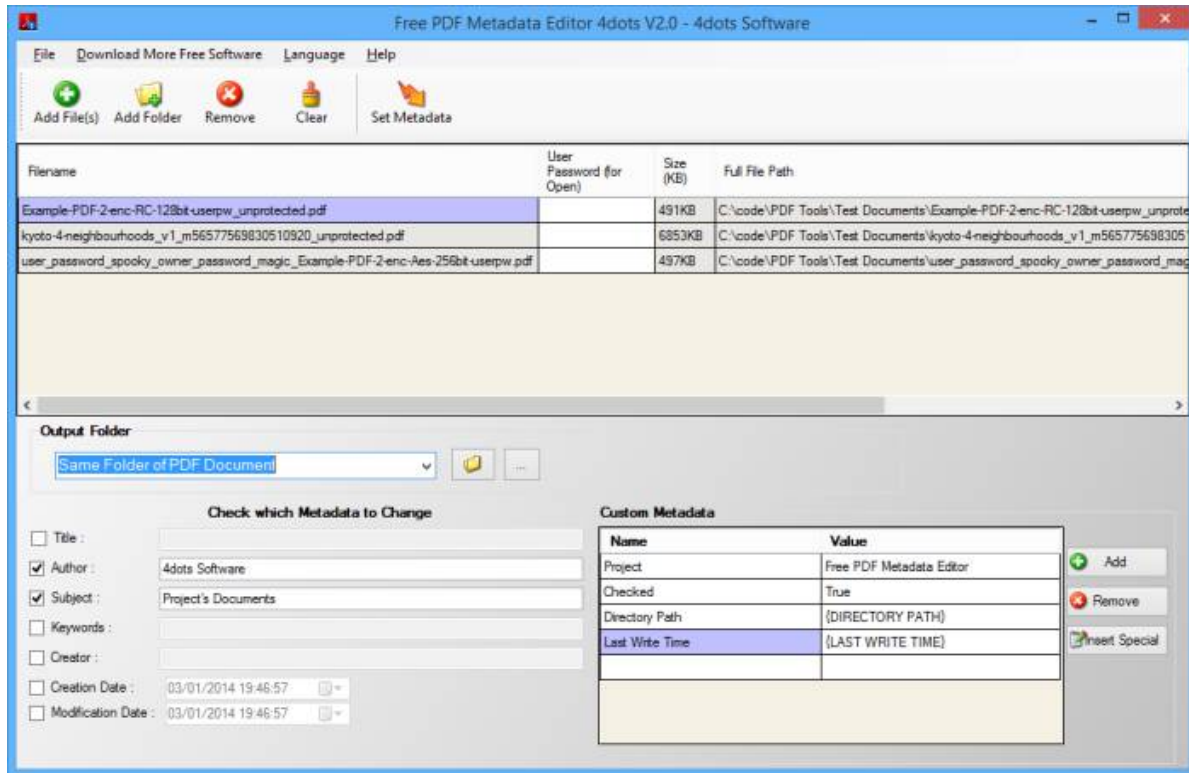 Free PDF Metadata Editor 4dots V2.0 - 4dots Software
File Download More Free Software Language Help
Add File(s) Add Folder Remove Clear Set Metadata
Filename User Password (for Open) Size (KB) Full File Path
Example-PDF-2-enc-RC-128bit-userpw_unprotected.pdf 491KB C:\code\PDF Tools\Test Documents\Example-PDF-2-enc-RC-128bit-userpw_unprote
kyoto-4-neighbourhoods_v1_m56577569830510920_unprotected.pdf 6853KB C:\code\PDF Tools\Test Documents\kyoto-4-neighbourhoods_v1_m565775698305
user_password_spooky_owner_password_magic_Example-PDF-2-enc-Aes-256bit-userpw.pdf 497KB C:\code\PDF Tools\Test Documents\user_password_spooky_owner_password_mag
Output Folder
Same Folder of PDF Document ...
Check which Metadata to Change
Title :
Author : 4dots Software
Subject : Project's Documents
Keywords :
Creator :
Creation Date : 03/01/2014 19:46:57
Modification Date : 03/01/2014 19:46:57
Custom Metadata
Name Value
Project Free PDF Metadata Editor
Checked True
Directory Path {DIRECTORY PATH}
Last Write Time {LAST WRITE TIME}
Add
Remove
Insert Special